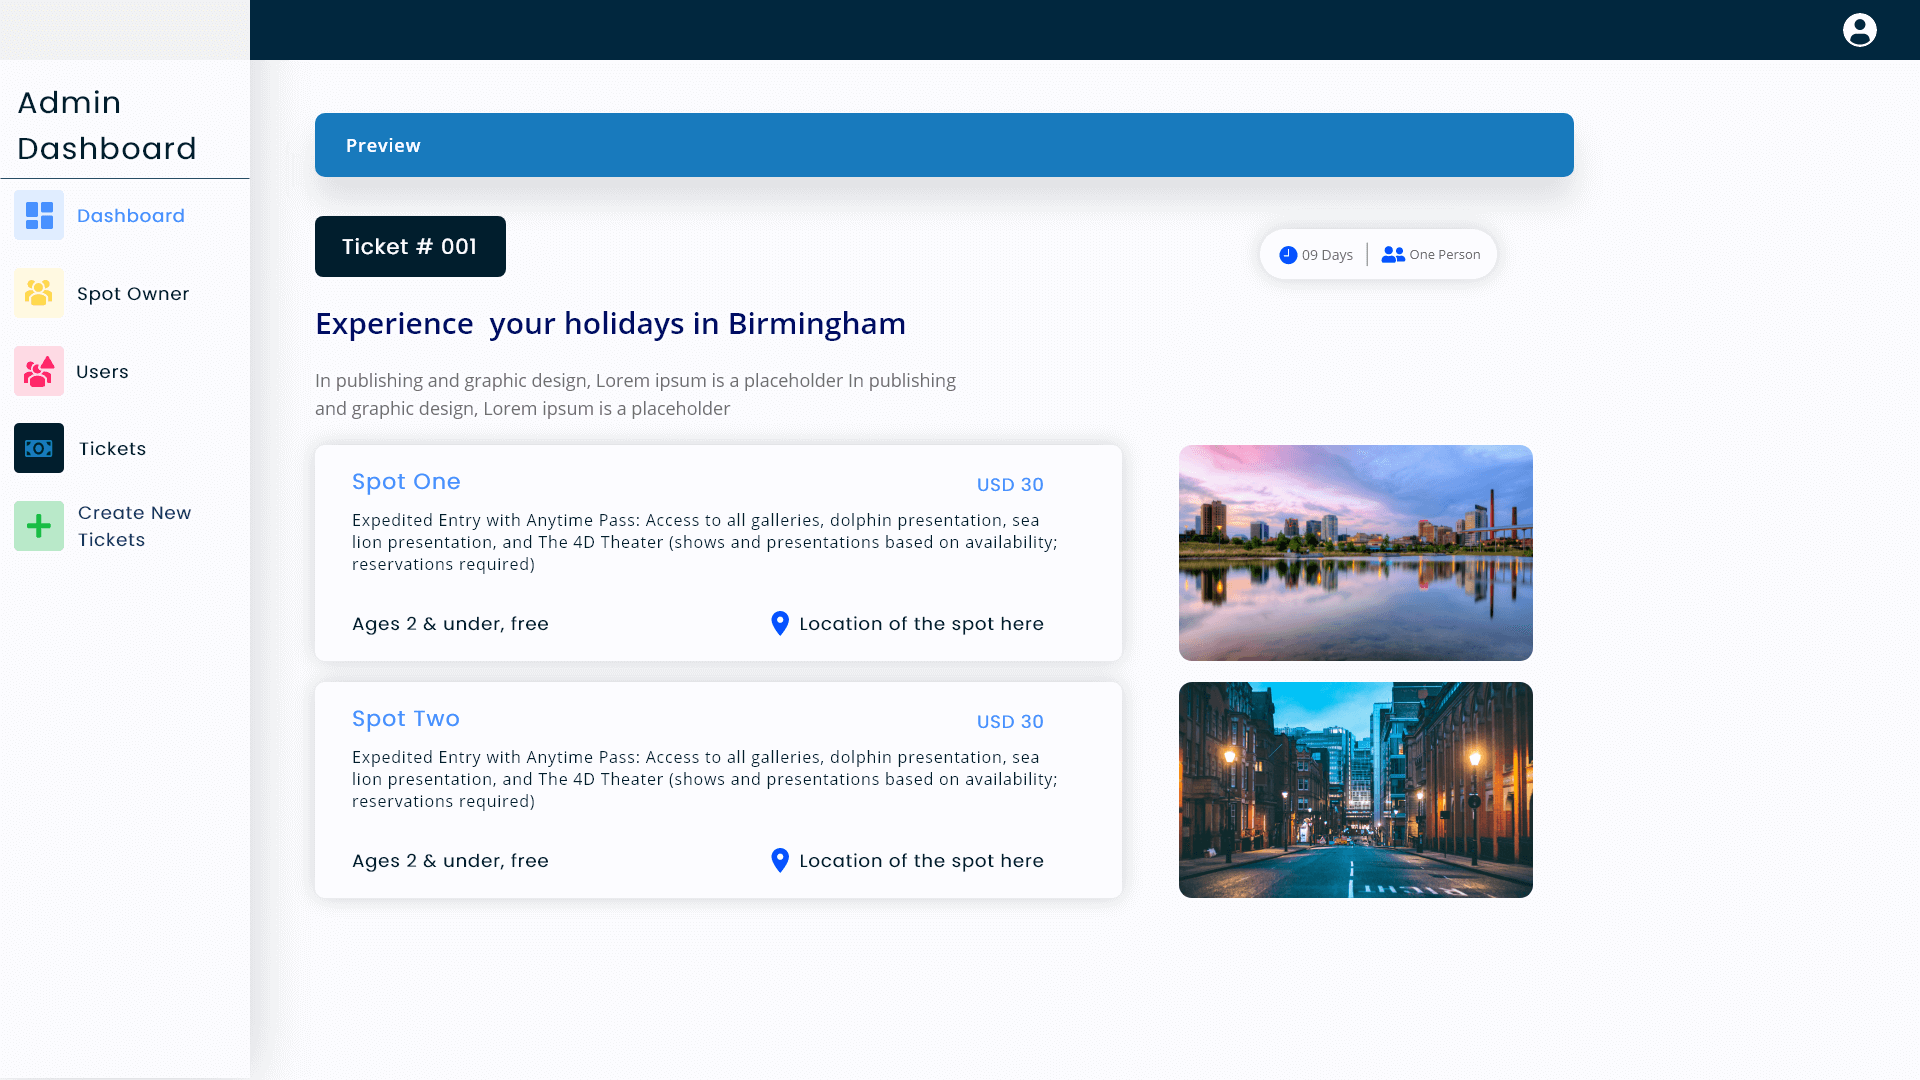 Admin
Dashboard
Dashboard
Spot Owner
Users
Tickets
Create New
Tickets
Preview
Ticket # 001
09 Days
One Person
Experience  your holidays in Birmingham
In publishing and graphic design, Lorem ipsum is a placeholder In publishing
and graphic design, Lorem ipsum is a placeholder
Spot One
USD 30
Expedited Entry with Anytime Pass: Access to all galleries, dolphin presentation, sea
lion presentation, and The 4D Theater (shows and presentations based on availability;
reservations required)
Ages 2 & under, free
Location of the spot here
Spot Two
USD 30
Expedited Entry with Anytime Pass: Access to all galleries, dolphin presentation, sea
lion presentation, and The 4D Theater (shows and presentations based on availability;
reservations required)
Ages 2 & under, free
Location of the spot here